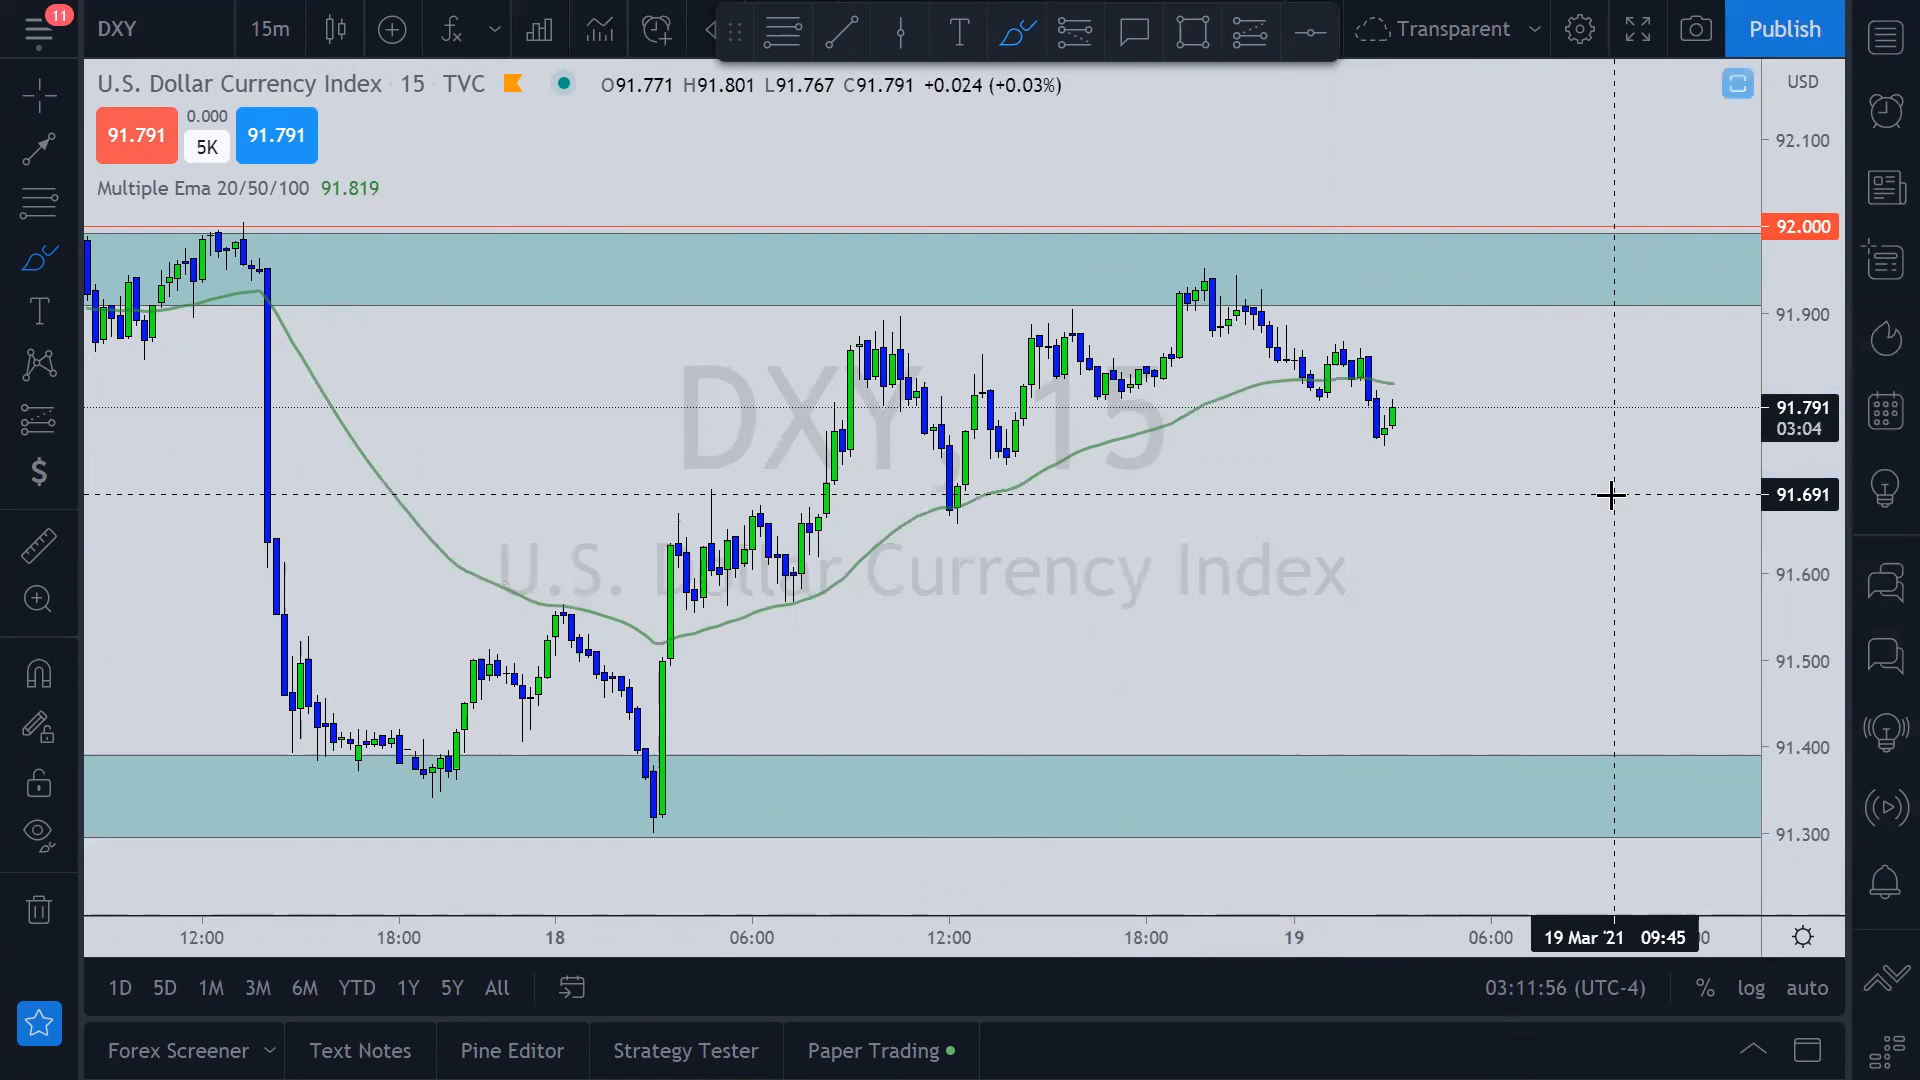 11
DXY
15m
Transparent
Publish
U.S. Dollar Currency Index · 15 · TVC
O91.771 H91.801 L91.767 C91.791 +0.024 (+0.03%)
USD
91.791
0.000
5K
91.791
Multiple Ema 20/50/100 91.819
92.100
92.000
91.900
91.791
03:04
91.691
91.600
91.500
91.400
91.300
DXY, 15
U.S. Dollar Currency Index
12:00
18:00
18
06:00
12:00
18:00
19
06:00
19 Mar '21 09:45
1D 5D 1M 3M 6M YTD 1Y 5Y All
03:11:56 (UTC-4)
% log auto
Forex Screener
Text Notes
Pine Editor
Strategy Tester
Paper Trading